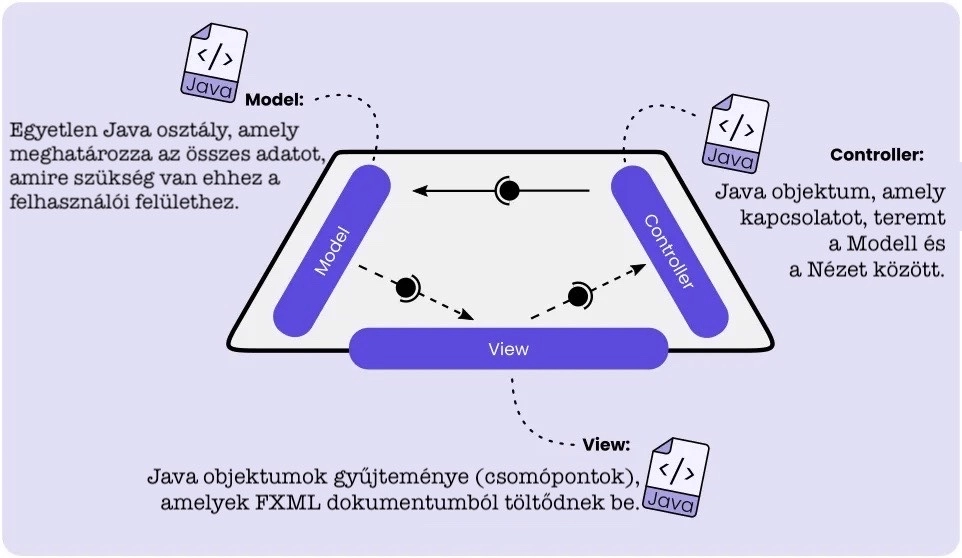 Java
Model:
Egyetlen Java osztály, amely
meghatározza az összes adatot,
amire szükség van ehhez a
felhasználói felülethez.
Java
Controller:
Java objektum, amely
kapcsolatot, teremt
a Modell és
a Nézet között.
Model
Controller
View
View:
Java objektumok gyűjteménye (csomópontok),
amelyek FXML dokumentumból töltődnek be.
Java